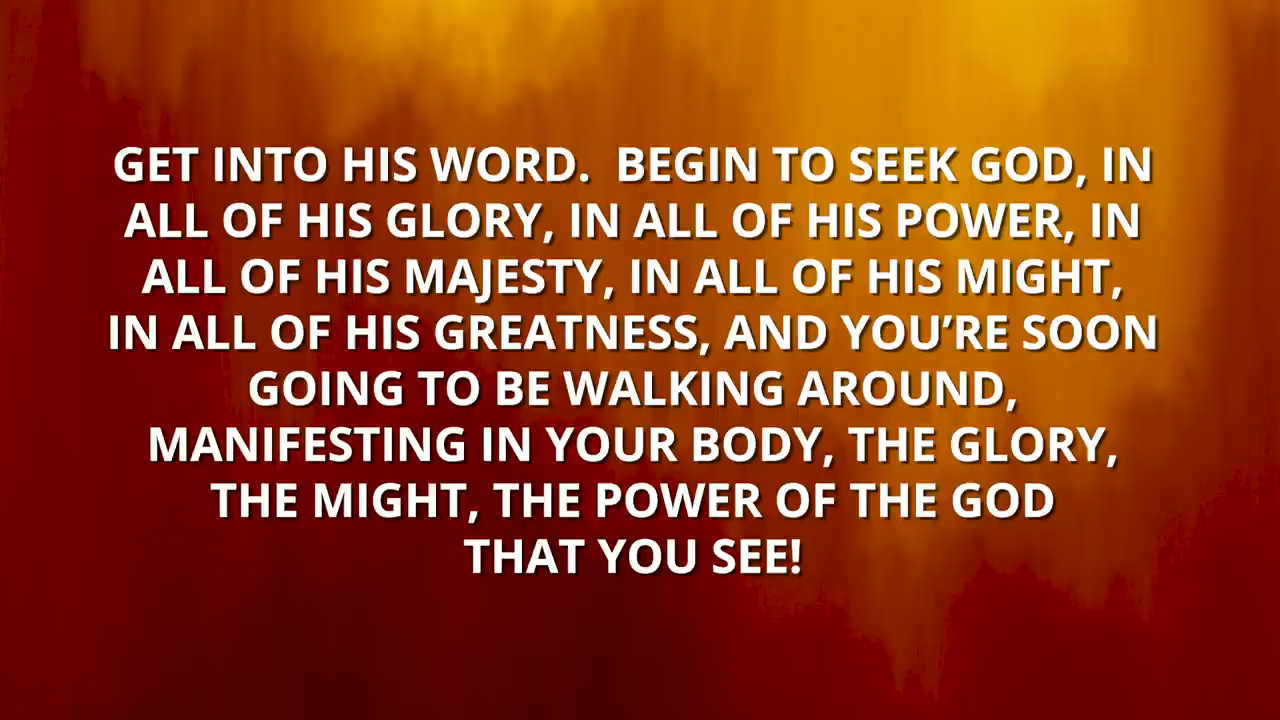 GET INTO HIS WORD.  BEGIN TO SEEK GOD, IN
ALL OF HIS GLORY, IN ALL OF HIS POWER, IN
ALL OF HIS MAJESTY, IN ALL OF HIS MIGHT,
IN ALL OF HIS GREATNESS, AND YOU’RE SOON
GOING TO BE WALKING AROUND,
MANIFESTING IN YOUR BODY, THE GLORY,
THE MIGHT, THE POWER OF THE GOD
THAT YOU SEE!